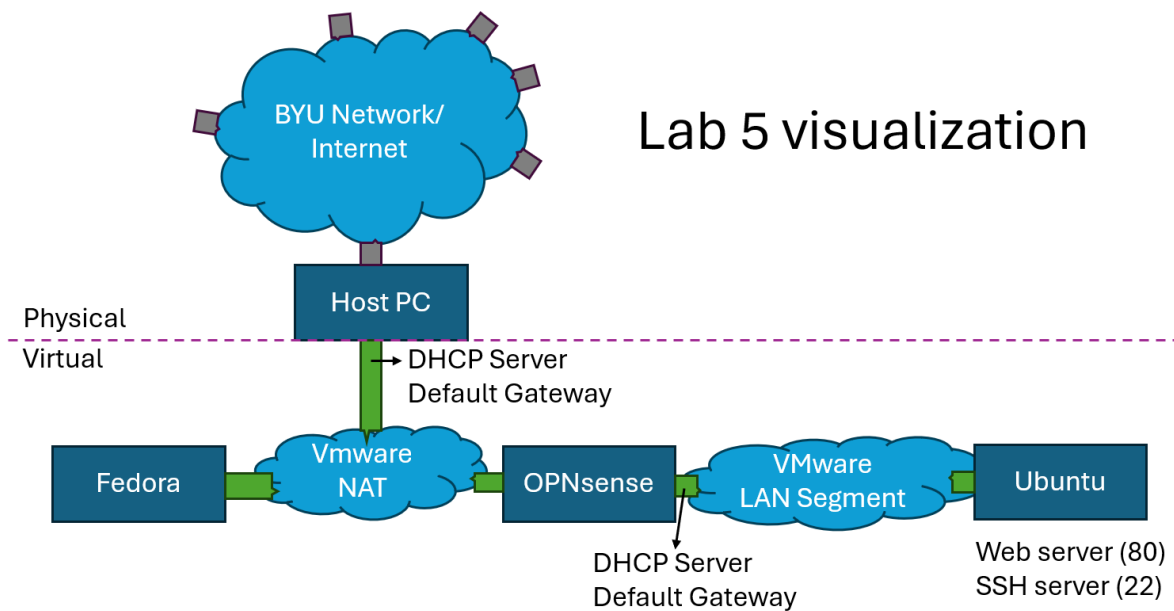 BYU Network/
Internet
Lab 5 visualization
Host PC
Physical
Virtual
DHCP Server
Default Gateway
Fedora
Vmware
NAT
OPNsense
VMware
LAN Segment
Ubuntu
DHCP Server
Default Gateway
Web server (80)
SSH server (22)